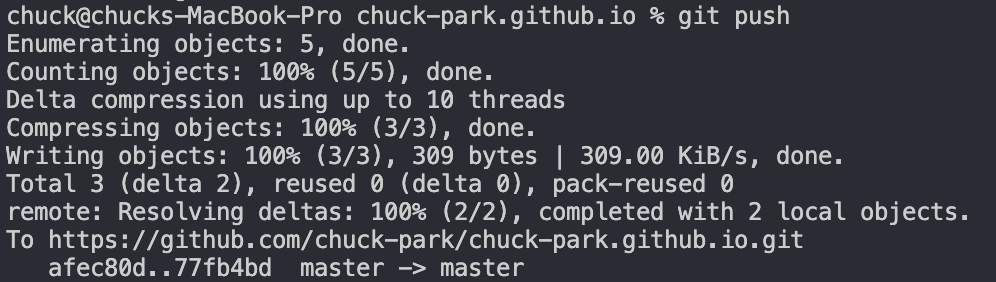 chuck@chucks-MacBook-Pro chuck-park.github.io % git push
Enumerating objects: 5, done.
Counting objects: 100% (5/5), done.
Delta compression using up to 10 threads
Compressing objects: 100% (3/3), done.
Writing objects: 100% (3/3), 309 bytes | 309.00 KiB/s, done.
Total 3 (delta 2), reused 0 (delta 0), pack-reused 0
remote: Resolving deltas: 100% (2/2), completed with 2 local objects.
To https://github.com/chuck-park/chuck-park.github.io.git
   afec80d..77fb4bd  master -> master